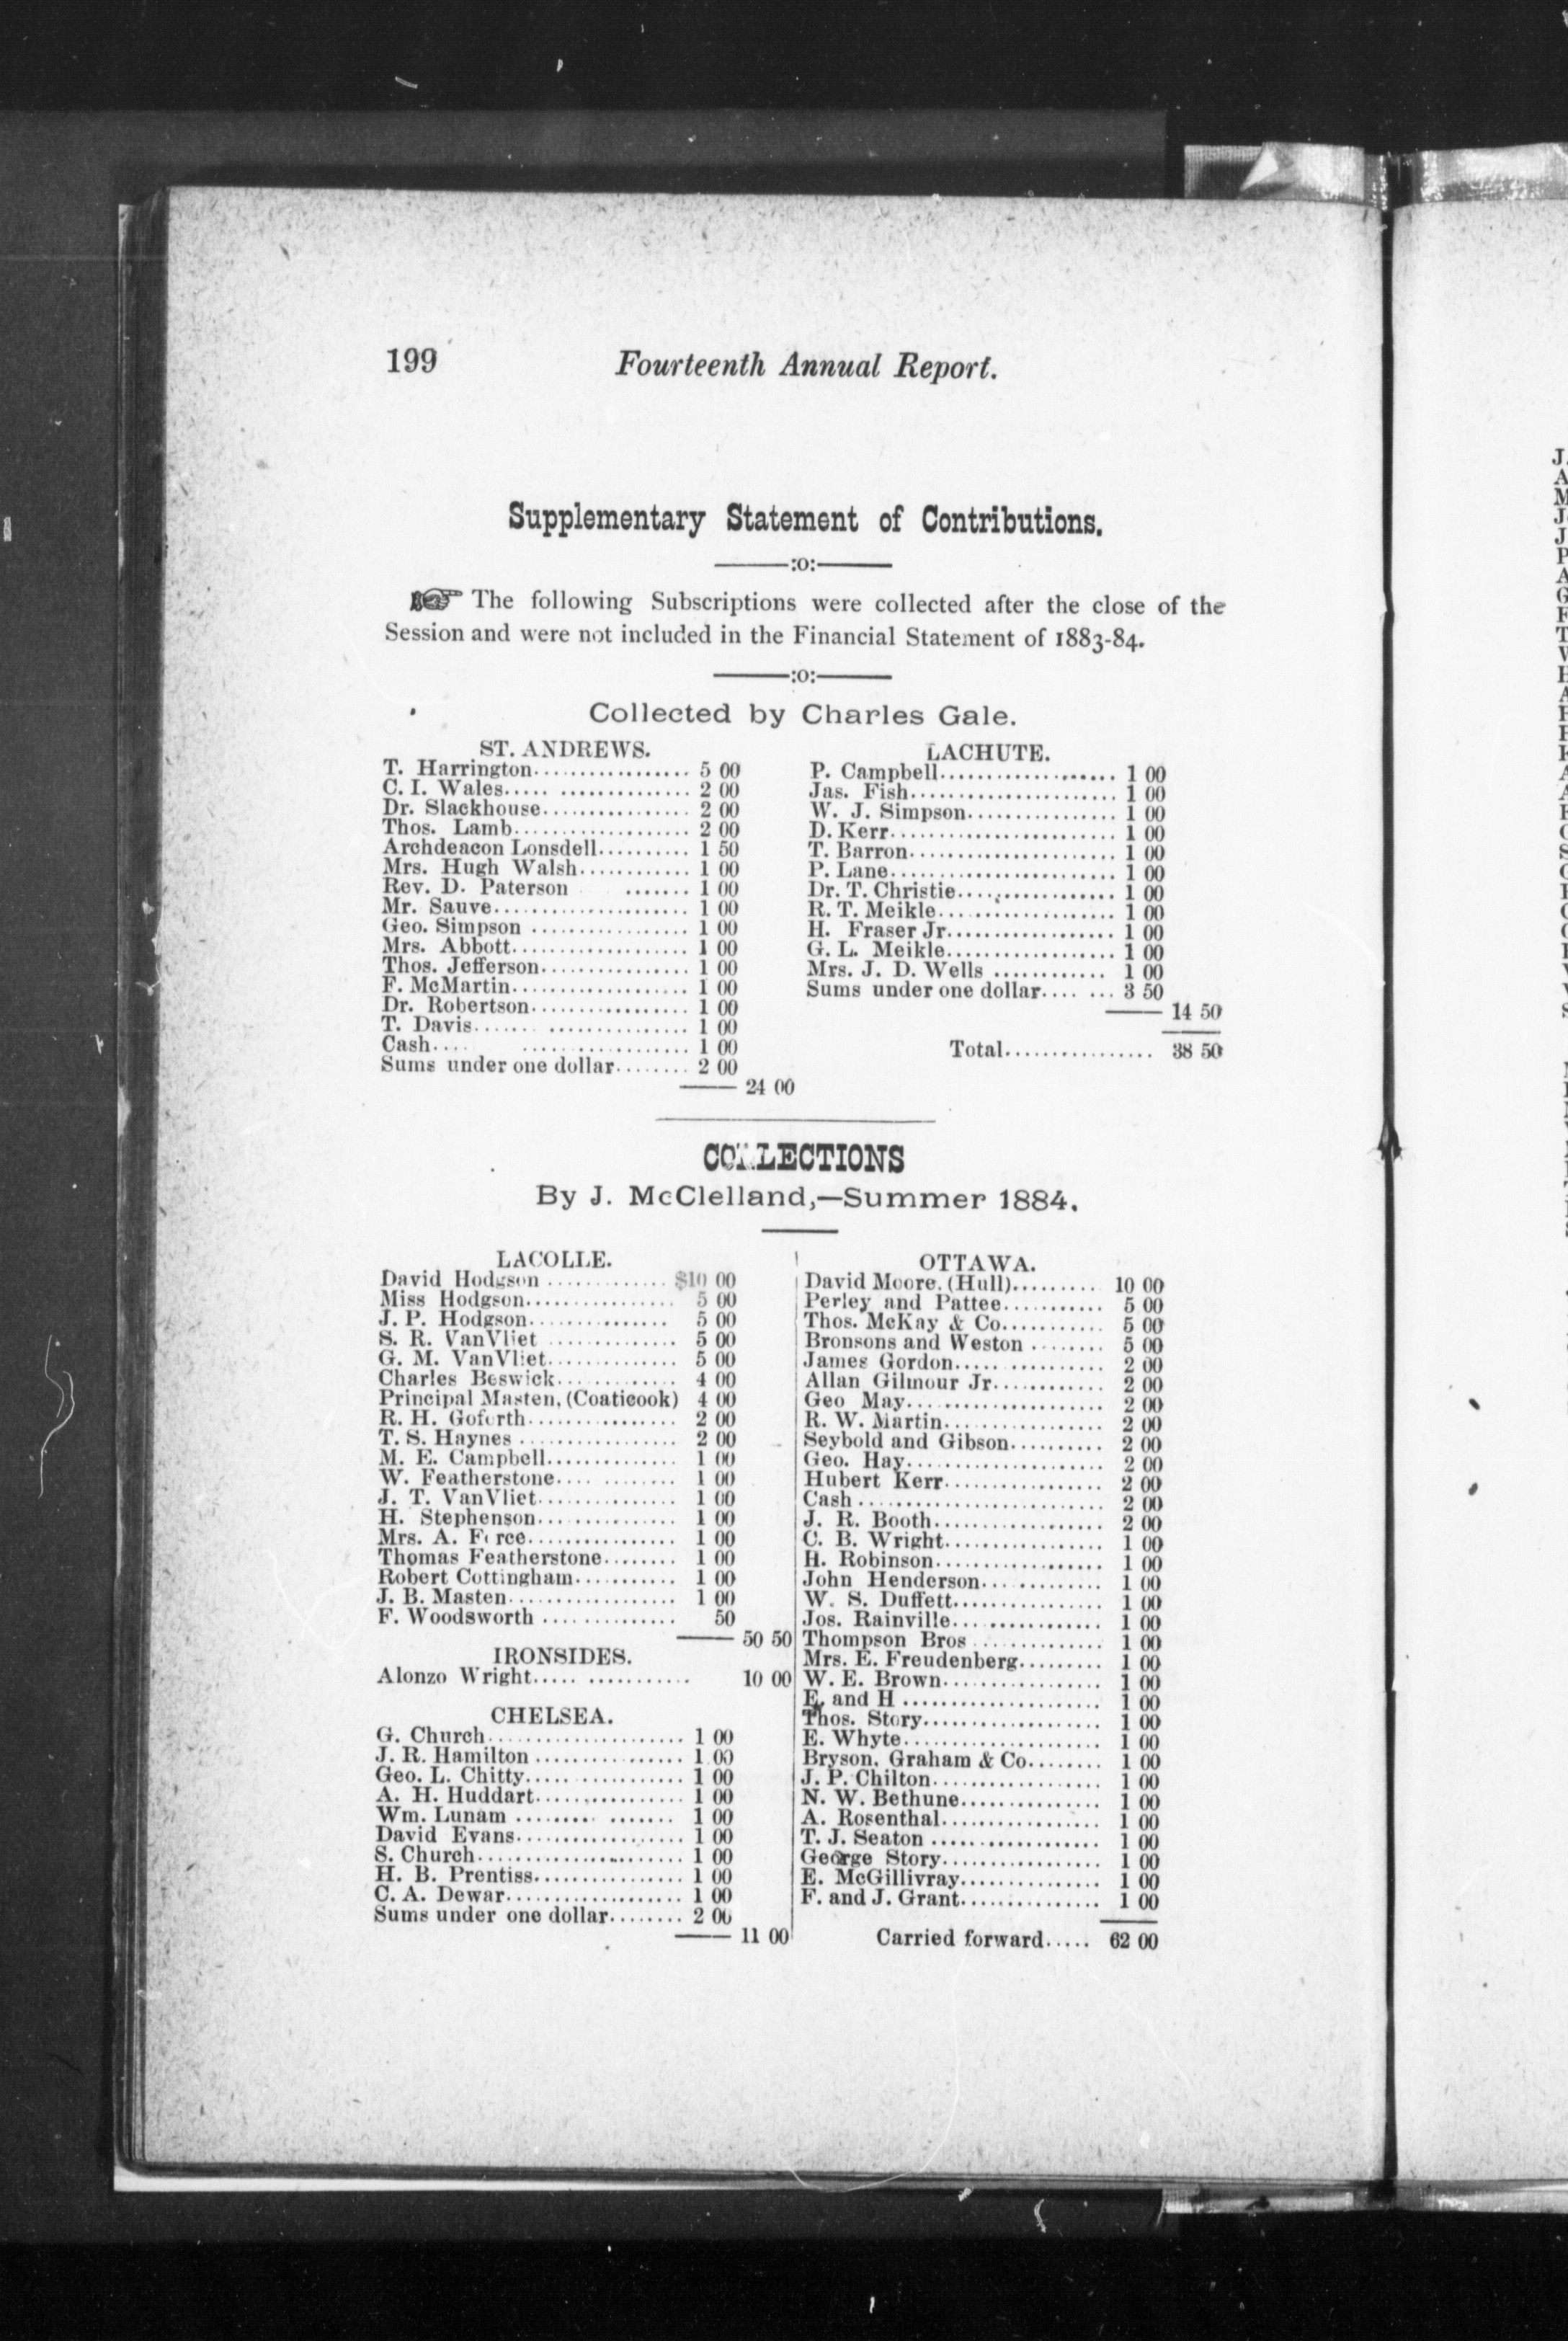 199 Fourteenth Annual Report.
Supplementary Statement of Contributions.
:o:
The following Subscriptions were collected after the close of the
Session and were not included in the Financial Statement of 1883-84.
:o:
Collected by Charles Gale.
ST. ANDREWS.
T. Harrington................ 5 00
C. I. Wales..... .............. 2 00
Dr. Slackhouse............... 2 00
Thos. Lamb.................. 2 00
Archdeacon Lonsdell.......... 1 50
Mrs. Hugh Walsh............ 1 00
Rev. D. Paterson ....... 1 00
Mr. Sauve.................... 1 00
Geo. Simpson ................ 1 00
Mrs. Abbott.................. 1 00
Thos. Jefferson............... 1 00
F. McMartin.................. 1 00
Dr. Robertson................ 1 00
T. Davis...... .............. 1 00
Cash.... ................. 1 00
Sums under one dollar........ 2 00
24 00
LACHUTE.
P. Campbell.................. 1 00
Jas. Fish..................... 1 00
W. J. Simpson............... 1 00
D. Kerr....................... 1 00
T. Barron..................... 1 00
P. Lane....................... 1 00
Dr. T. Christie................ 1 00
R. T. Meikle.................. 1 00
H. Fraser Jr................. 1 00
G. L. Meikle................. 1 00
Mrs. J. D. Wells ............ 1 00
Sums under one dollar.... ... 3 50
14 50
Total................ 38 50
COLLECTIONS
By J. McClelland,—Summer 1884.
LACOLLE.
David Hodgson ............. $10 00
Miss Hodgson................ 5 00
J. P. Hodgson............... 5 00
S. R. VanVliet .............. 5 00
G. M. VanVliet.............. 5 00
Charles Beswick............. 4 00
Principal Masten, (Coaticook) 4 00
R. H. Goforth................ 2 00
T. S. Haynes ................ 2 00
M. E. Campbell.............. 1 00
W. Featherstone.... ........ 1 00
J. T. VanVliet............... 1 00
H. Stephenson............... 1 00
Mrs. A. Force................ 1 00
Thomas Featherstone........ 1 00
Robert Cottingham........... 1 00
J. B. Masten.................. 1 00
F. Woodsworth .............. 50
50 50
IRONSIDES.
Alonzo Wright..... ........... 10 00
CHELSEA.
G. Church.................... 1 00
J. R. Hamilton ............... 1 00
Geo. L. Chitty................ 1 00
A. H. Huddart............... 1 00
Wm. Lunam ......... ....... 1 00
David Evans................. 1 00
S. Church..................... 1 00
H. B. Prentiss............... 1 00
C. A. Dewar.................. 1 00
Sums under one dollar........ 2 00
11 00
OTTAWA.
David Moore, (Hull)......... 10 00
Perley and Pattee........... 5 00
Thos. McKay & Co........... 5 00
Bronsons and Weston ........ 5 00
James Gordon..... .......... 2 00
Allan Gilmour Jr............ 2 00
Geo May.................... 2 00
R. W. Martin................ 2 00
Seybold and Gibson.......... 2 00
Geo. Hay.................... 2 00
Hubert Kerr................ 2 00
Cash ......................... 2 00
J. R. Booth.................. 2 00
C. B. Wright................ 1 00
H. Robinson................. 1 00
John Henderson............. 1 00
W. S. Duffett................ 1 00
Jos. Rainville................ 1 00
Thompson Bros ............. 1 00
Mrs. E. Freudenberg......... 1 00
W. E. Brown................ 1 00
E. and H .................... 1 00
Thos. Story.................. 1 00
E. Whyte.................... 1 00
Bryson, Graham & Co........ 1 00
J. P. Chilton................. 1 00
N. W. Bethune............... 1 00
A. Rosenthal................ 1 00
T. J. Seaton ................. 1 00
George Story................ 1 00
E. McGillivray............... 1 00
F. and J. Grant............... 1 00
Carried forward..... 62 00